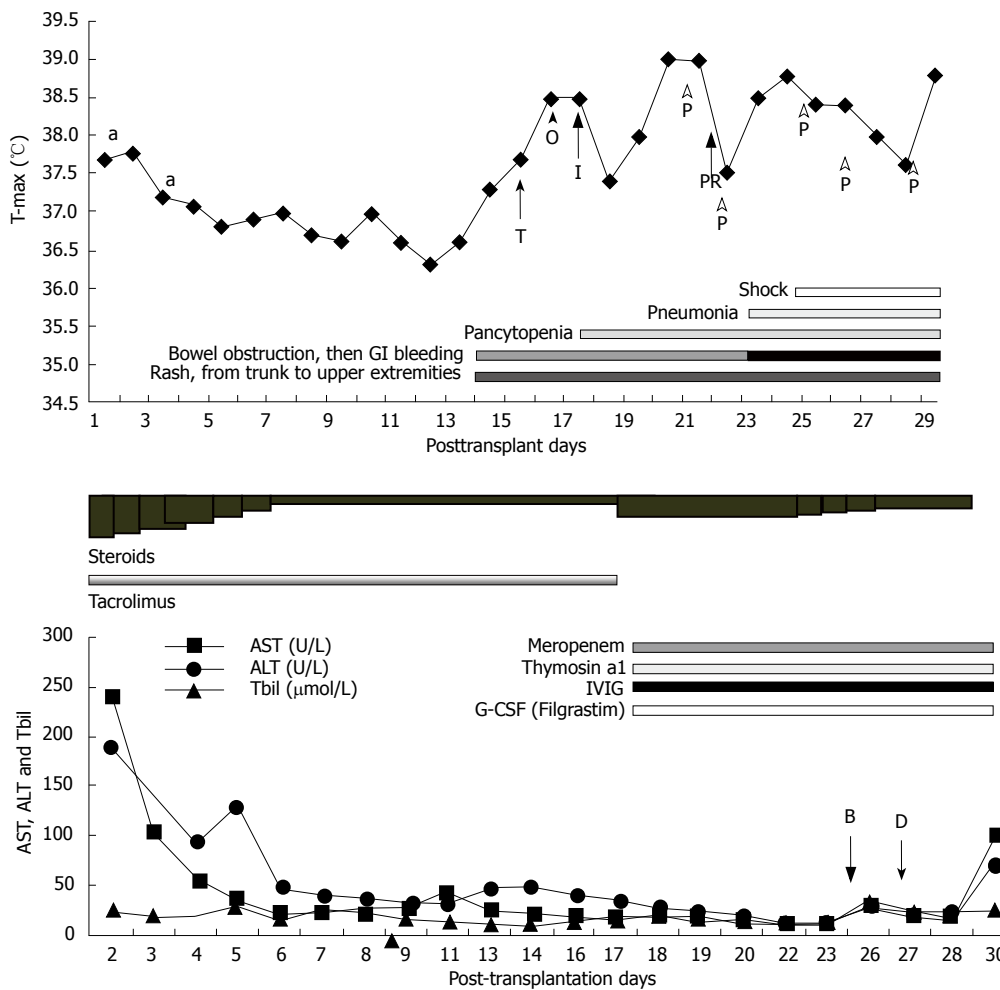 39.5
39.0
38.5
38.0
37.5
37.0
36.5
36.0
35.5
35.0
34.5
T-max (℃)
a
a
T
O
I
P
PR
P
P
P
P
Shock
Pneumonia
Pancytopenia
Bowel obstruction, then GI bleeding
Rash, from trunk to upper extremities
1 3 5 7 9 11 13 15 17 19 21 23 25 27 29
Posttransplant days
Steroids
Tacrolimus
300
250
200
150
100
50
0
AST, ALT and Tbil
AST (U/L)
ALT (U/L)
Tbil (μmol/L)
Meropenem
Thymosin a1
IVIG
G-CSF (Filgrastim)
B
D
2 3 4 5 6 7 8 9 11 13 14 16 17 18 19 20 22 23 26 27 28 30
Post-transplantation days